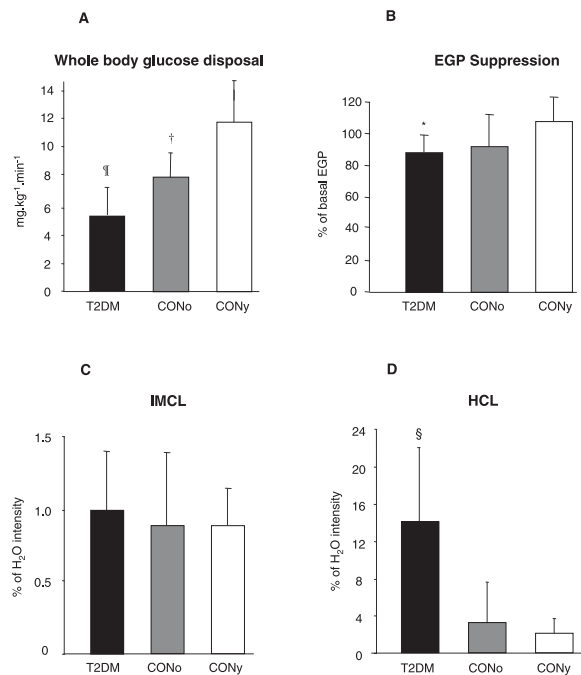 A
Whole body glucose disposal
mg.kg⁻¹.min⁻¹
14
12
10
8
6
4
2
0
¶
†
T2DM CONo CONy
B
EGP Suppression
% of basal EGP
120
100
80
60
40
20
0
*
T2DM CONo CONy
C
IMCL
% of H₂O intensity
1.5
1.0
0.5
0
T2DM CONo CONy
D
HCL
% of H₂O intensity
24
20
16
12
8
4
0
§
T2DM CONo CONy